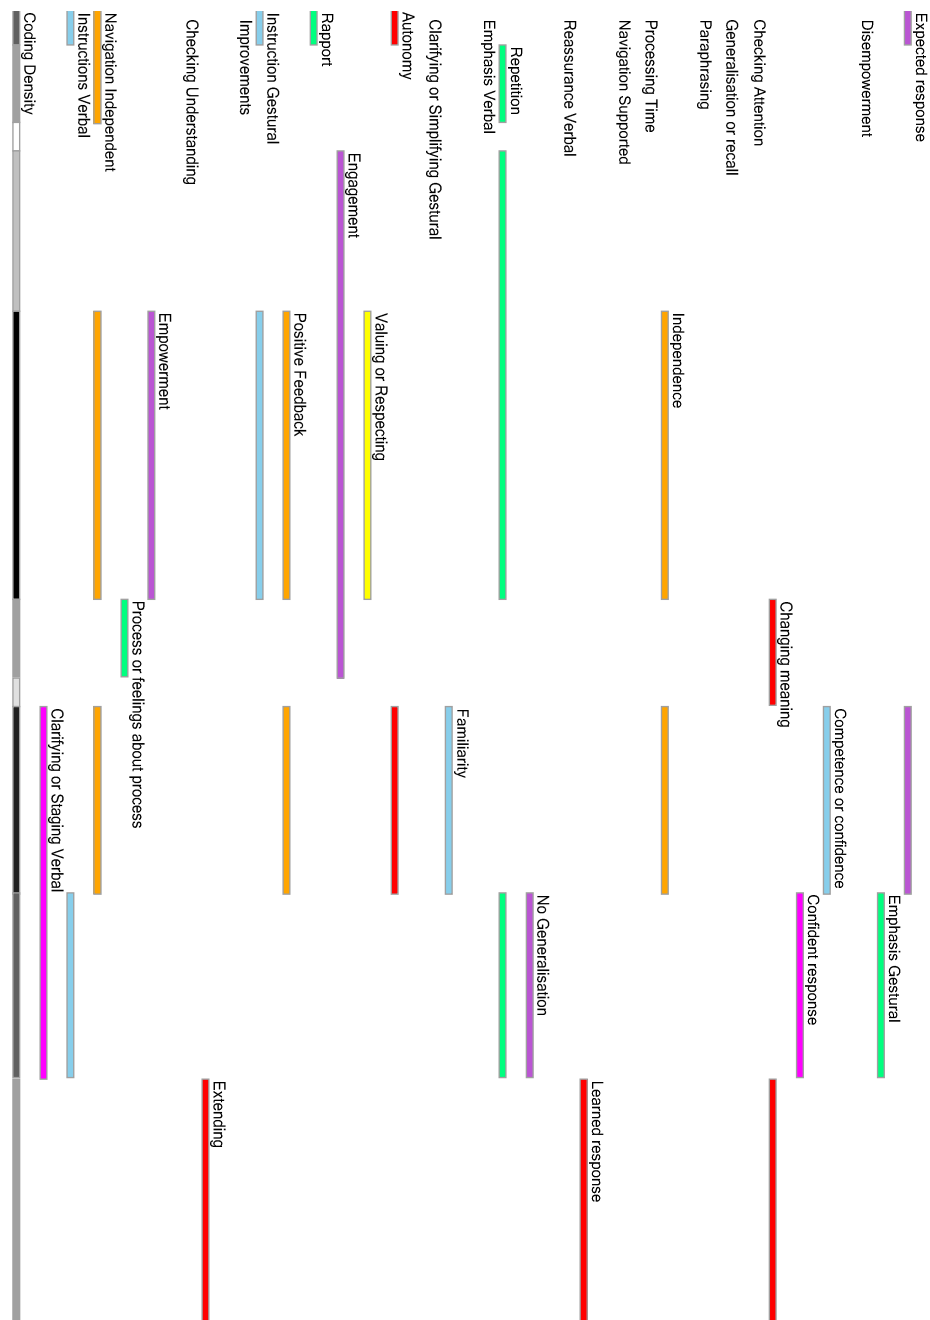 Expected response
Disempowerment
Emphasis Gestural
Competence or confidence
Confident response
Changing meaning
Checking Attention
Generalisation or recall
Paraphrasing
Independence
Processing Time
Navigation Supported
Learned response
Reassurance Verbal
No Generalisation
Repetition
Emphasis Verbal
Familiarity
Clarifying or Simplifying Gestural
Autonomy
Valuing or Respecting
Engagement
Rapport
Positive Feedback
Instruction Gestural
Improvements
Extending
Checking Understanding
Empowerment
Process or feelings about process
Navigation Independent
Instructions Verbal
Clarifying or Staging Verbal
Coding Density